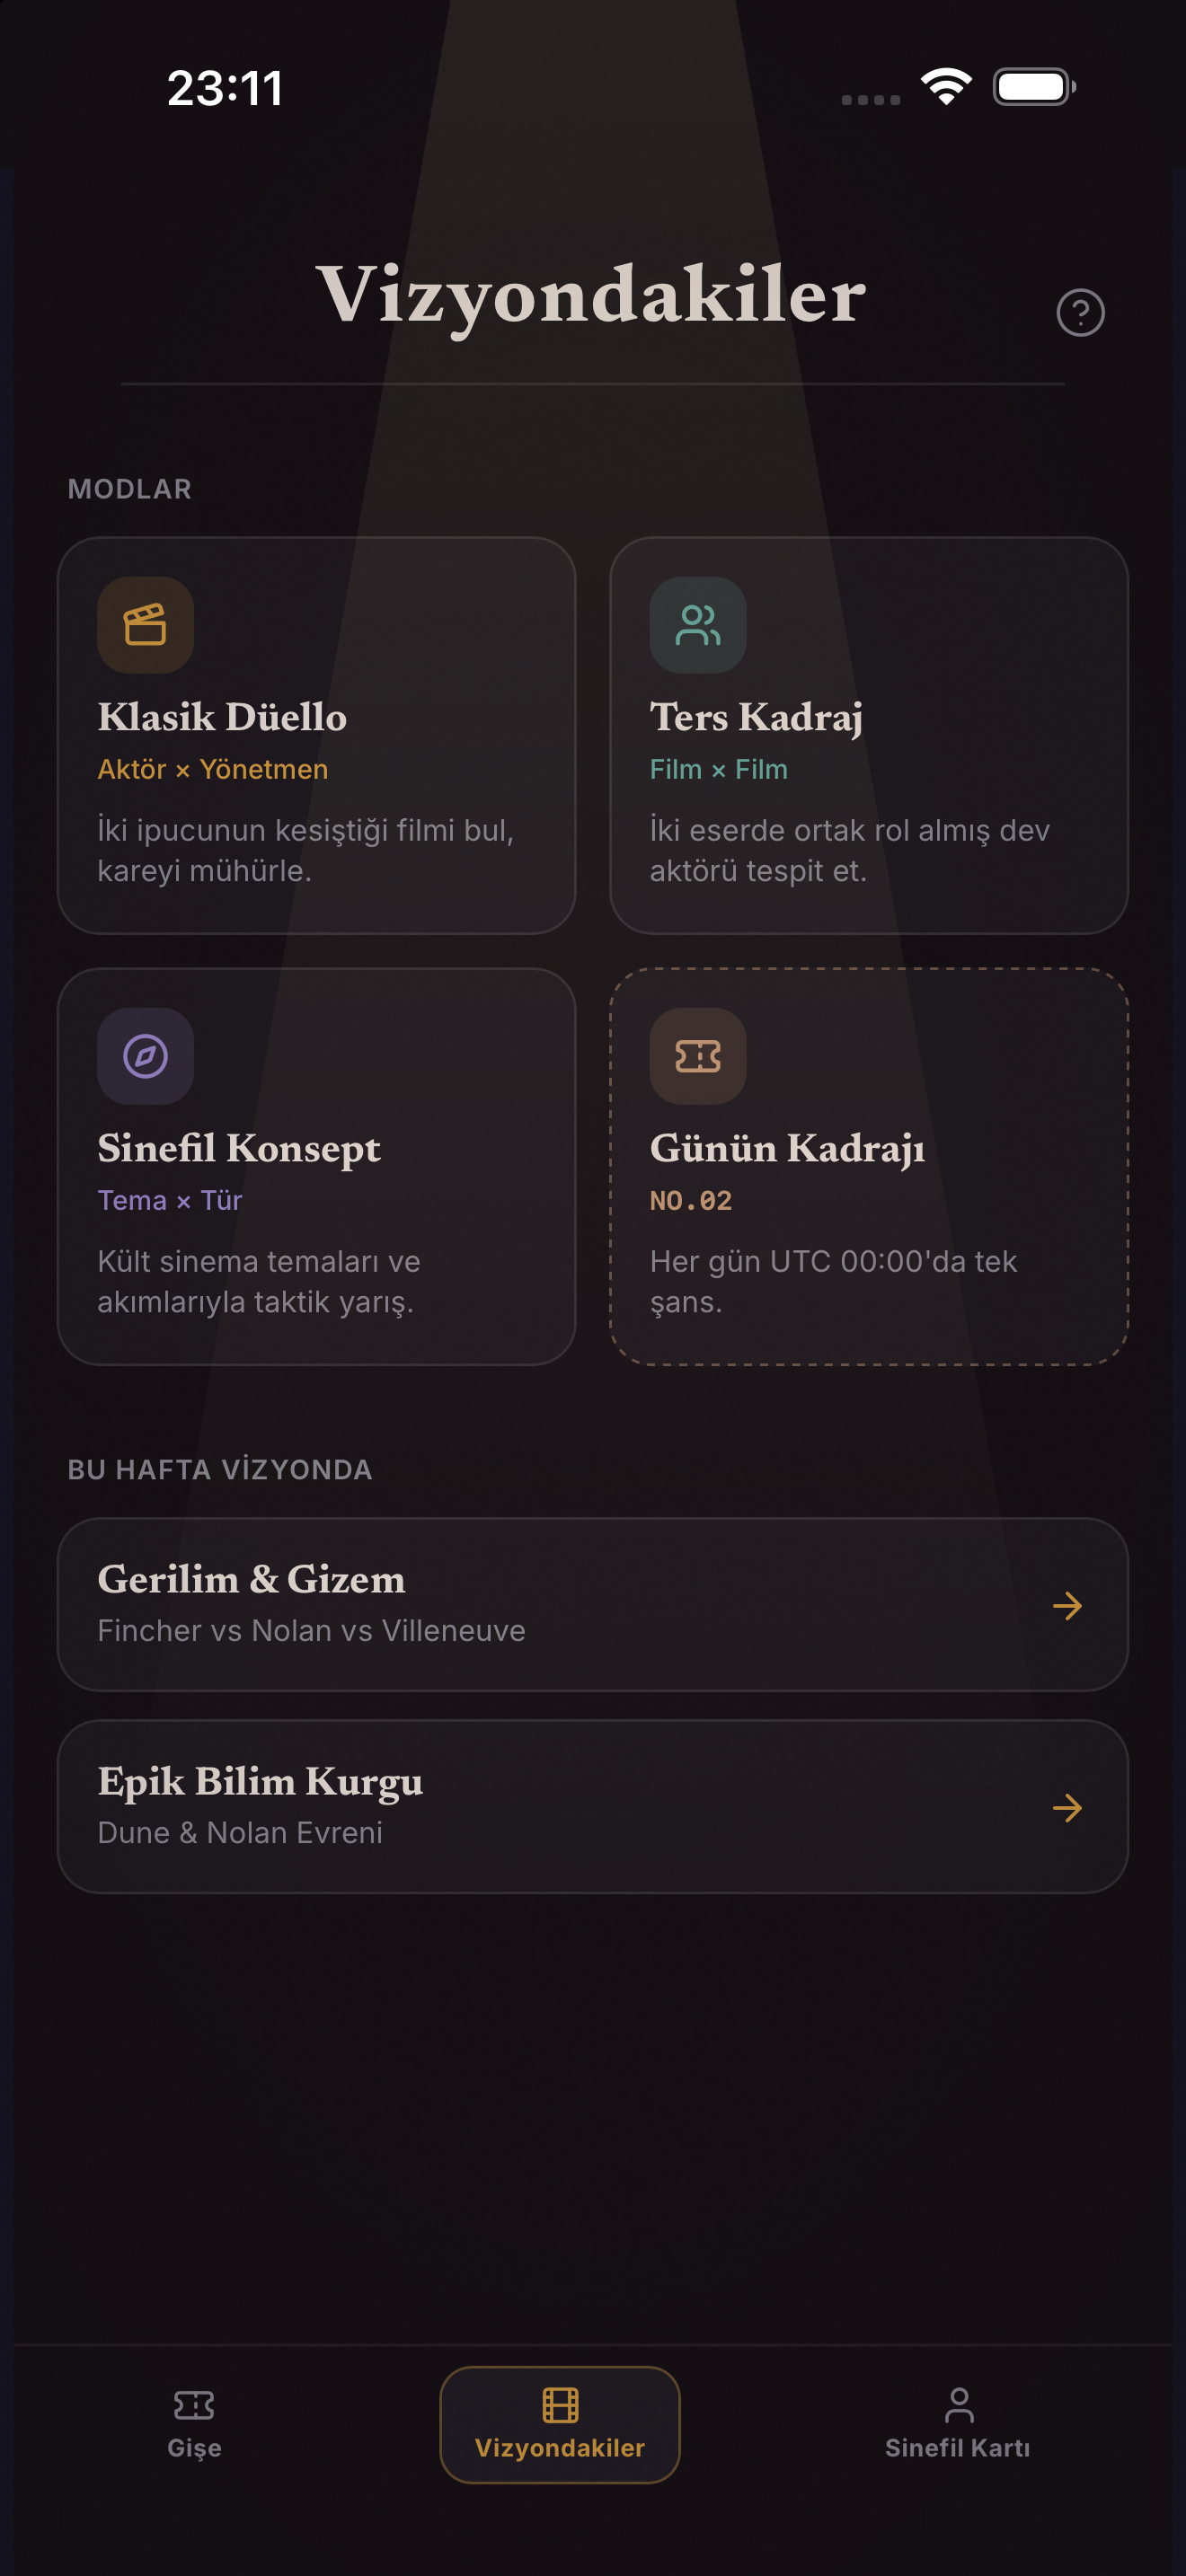 23:11
Vizyondakiler
MODLAR
Klasik Düello
Aktör × Yönetmen
İki ipucunun kesiştiği filmi bul,
kareyi mühürle.
Ters Kadraj
Film × Film
İki eserde ortak rol almış dev
aktörü tespit et.
Sinefil Konsept
Tema × Tür
Kült sinema temaları ve
akımlarıyla taktik yarış.
Günün Kadrajı
NO.02
Her gün UTC 00:00'da tek
şans.
BU HAFTA VİZYONDA
Gerilim & Gizem
Fincher vs Nolan vs Villeneuve
Epik Bilim Kurgu
Dune & Nolan Evreni
Gişe
Vizyondakiler
Sinefil Kartı